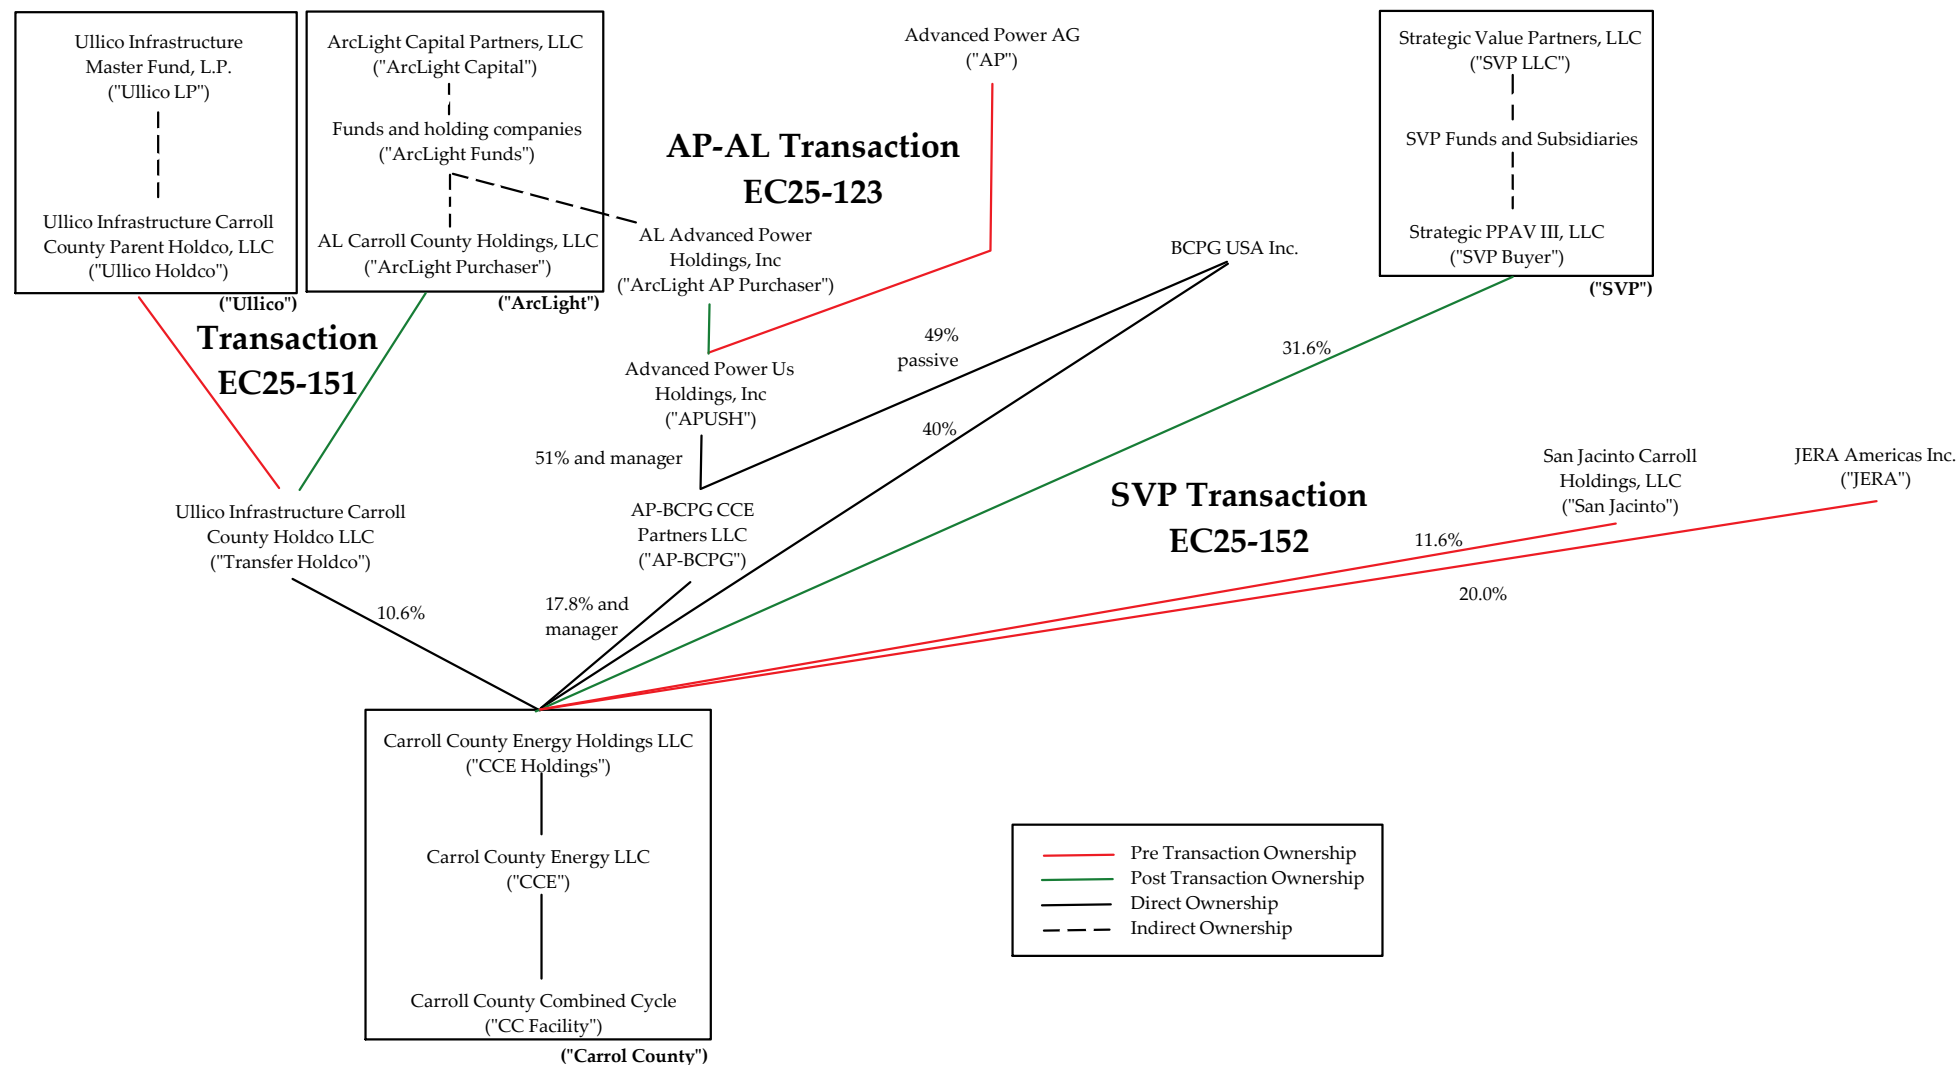 Ullico Infrastructure
Master Fund, L.P.
("Ullico LP")
Ullico Infrastructure Carroll
County Parent Holdco, LLC
("Ullico Holdco")
("Ullico")
ArcLight Capital Partners, LLC
("ArcLight Capital")
Funds and holding companies
("ArcLight Funds")
AL Carroll County Holdings, LLC
("ArcLight Purchaser")
("ArcLight")
Advanced Power AG
("AP")
AP-AL Transaction
EC25-123
AL Advanced Power
Holdings, Inc
("ArcLight AP Purchaser")
BCPG USA Inc.
Strategic Value Partners, LLC
("SVP LLC")
SVP Funds and Subsidiaries
Strategic PPAV III, LLC
("SVP Buyer")
("SVP")
Transaction
EC25-151
Advanced Power Us
Holdings, Inc
("APUSH")
49%
passive
40%
31.6%
51% and manager
Ullico Infrastructure Carroll
County Holdco LLC
("Transfer Holdco")
AP-BCPG CCE
Partners LLC
("AP-BCPG")
SVP Transaction
EC25-152
San Jacinto Carroll
Holdings, LLC
("San Jacinto")
JERA Americas Inc.
("JERA")
11.6%
20.0%
10.6%
17.8% and
manager
Carroll County Energy Holdings LLC
("CCE Holdings")
Carrol County Energy LLC
("CCE")
Carroll County Combined Cycle
("CC Facility")
("Carrol County")
Pre Transaction Ownership
Post Transaction Ownership
Direct Ownership
Indirect Ownership